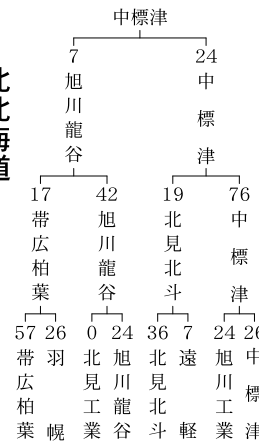 中標津
7 24
旭川龍谷 中標津
北北海道
17 42 19 76
帯広柏葉 旭川龍谷 北見北斗 中標津
57 26 0 24 36 7 24 26
帯広柏葉 羽幌 北見工業 旭川龍谷 北見北斗 遠軽 旭川工業 中標津